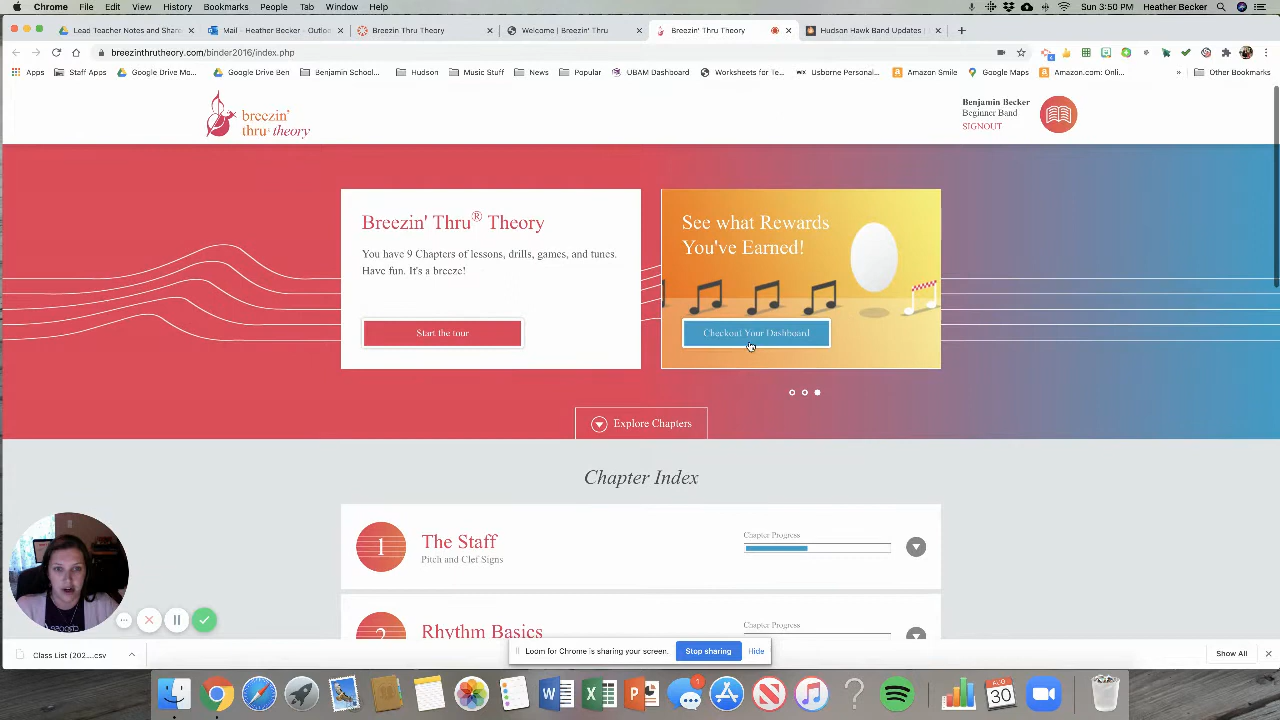 Chrome File Edit View History Bookmarks People Tab Window Help
Sun 3:50 PM Heather Becker
Lead Teacher Notes and Share
Mail - Heather Becker - Outloo
Breezin Thru Theory
Welcome | Breezin' Thru
Breezin' Thru Theory
Hudson Hawk Band Updates
breezinthrutheory.com/binder2016/index.php
Apps Staff Apps Google Drive Mo... Google Drive Ben Benjamin School... Hudson Music Stuff News Popular UBAM Dashboard Worksheets for Te... Usborne Personal... Amazon Smile Google Maps Amazon.com: Onli... » Other Bookmarks
breezin'
thru theory
Benjamin Becker
Beginner Band
SIGNOUT
Breezin' Thru® Theory
You have 9 Chapters of lessons, drills, games, and tunes.
Have fun. It's a breeze!
Start the tour
See what Rewards
You've Earned!
Checkout Your Dashboard
Explore Chapters
Chapter Index
1
The Staff
Pitch and Clef Signs
Chapter Progress
2
Rhythm Basics
Chapter Progress
Loom for Chrome is sharing your screen. Stop sharing Hide
Class List (202....csv
Show All
AUG
30
1